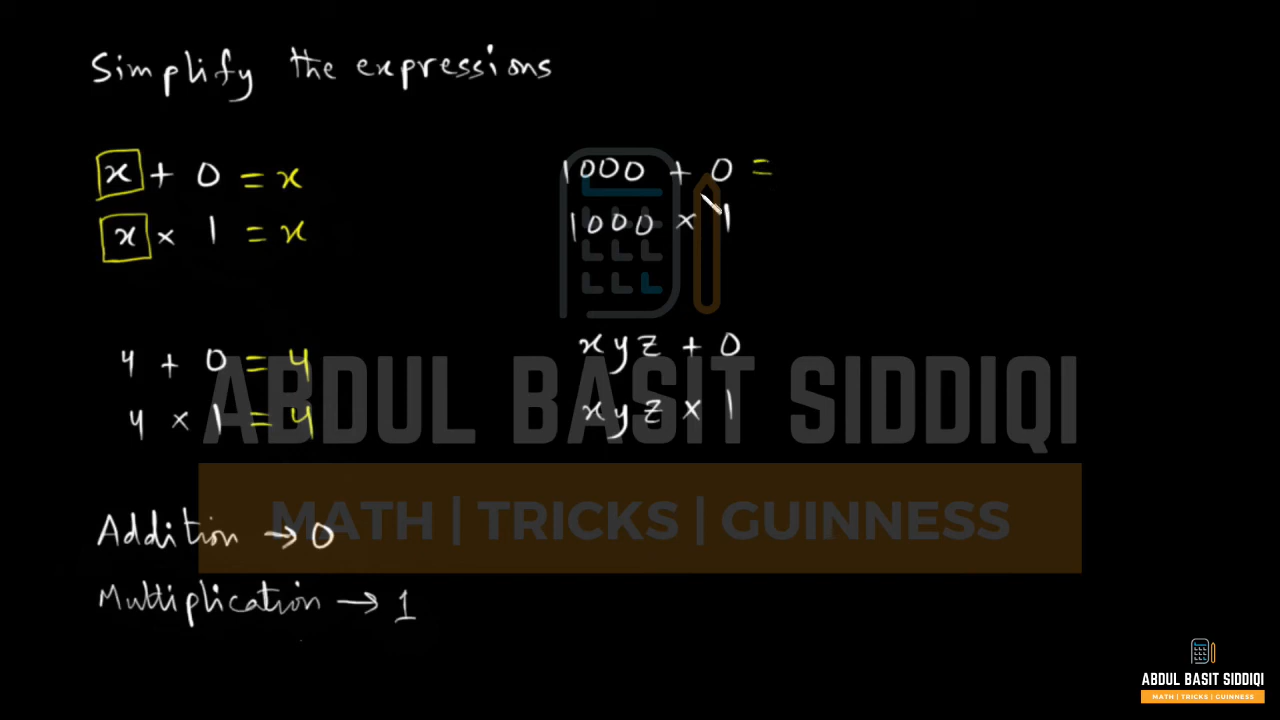 Simplify the expressions
x + 0 = x
x × 1 = x
4 + 0 = 4
4 × 1 = 4
1000 + 0 =
1000 × 1
xyz + 0
xyz × 1
Addition → 0
Multiplication → 1
ABDUL BASIT SIDDIQI
MATH | TRICKS | GUINNESS
ABDUL BASIT SIDDIQI
MATH | TRICKS | GUINNESS